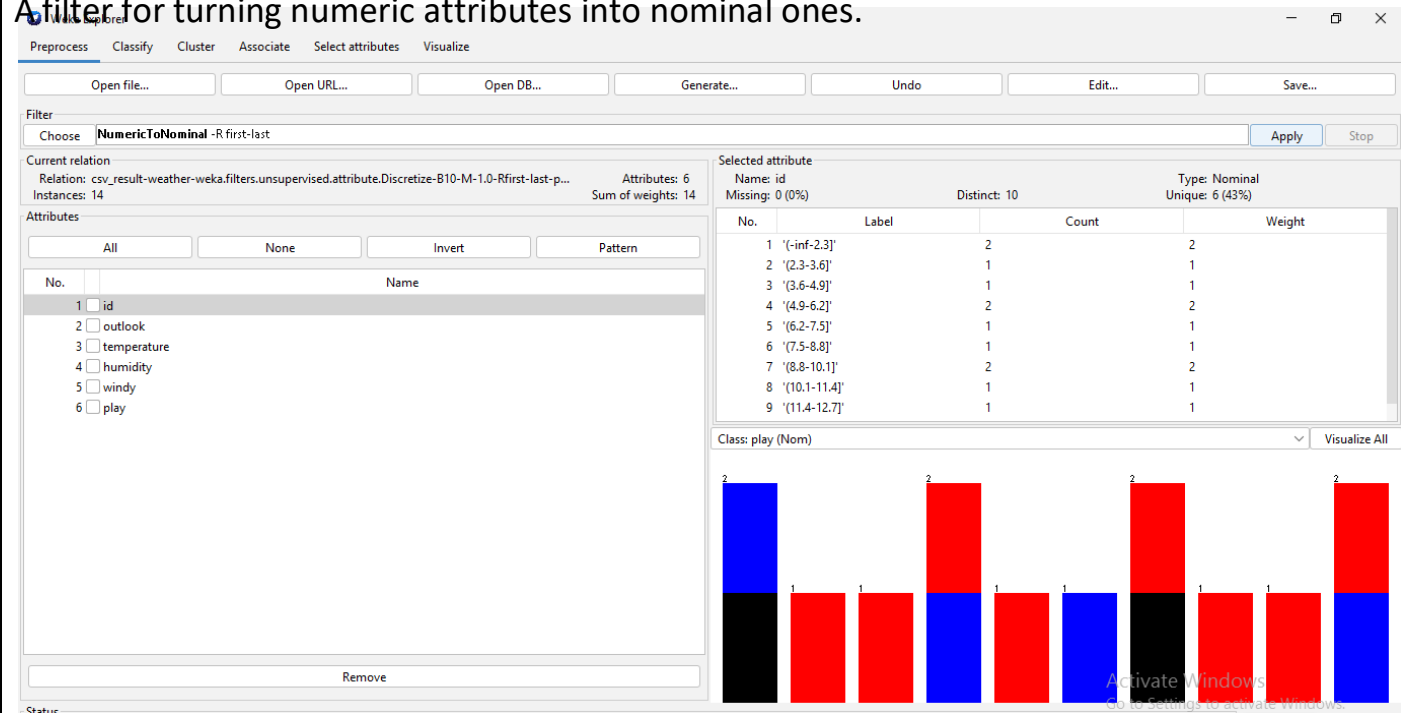 A filter for turning numeric attributes into nominal ones.
Weka Explorer
Preprocess Classify Cluster Associate Select attributes Visualize
Open file... Open URL... Open DB... Generate... Undo Edit... Save...
Filter
Choose NumericToNominal -R first-last Apply Stop
Current relation
Relation: csv_result-weather-weka.filters.unsupervised.attribute.Discretize-B10-M-1.0-Rfirst-last-p... Attributes: 6
Instances: 14 Sum of weights: 14
Attributes
All None Invert Pattern
No. Name
1 id
2 outlook
3 temperature
4 humidity
5 windy
6 play
Remove
Status
Selected attribute
Name: id Type: Nominal
Missing: 0 (0%) Distinct: 10 Unique: 6 (43%)
No. Label Count Weight
1 '(-inf-2.3]' 2 2
2 '(2.3-3.6]' 1 1
3 '(3.6-4.9]' 1 1
4 '(4.9-6.2]' 2 2
5 '(6.2-7.5]' 1 1
6 '(7.5-8.8]' 1 1
7 '(8.8-10.1]' 2 2
8 '(10.1-11.4]' 1 1
9 '(11.4-12.7]' 1 1
Class: play (Nom) Visualize All
2 1 1 2 1 1 2 1 1 2
Activate Windows
Go to Settings to activate Windows.